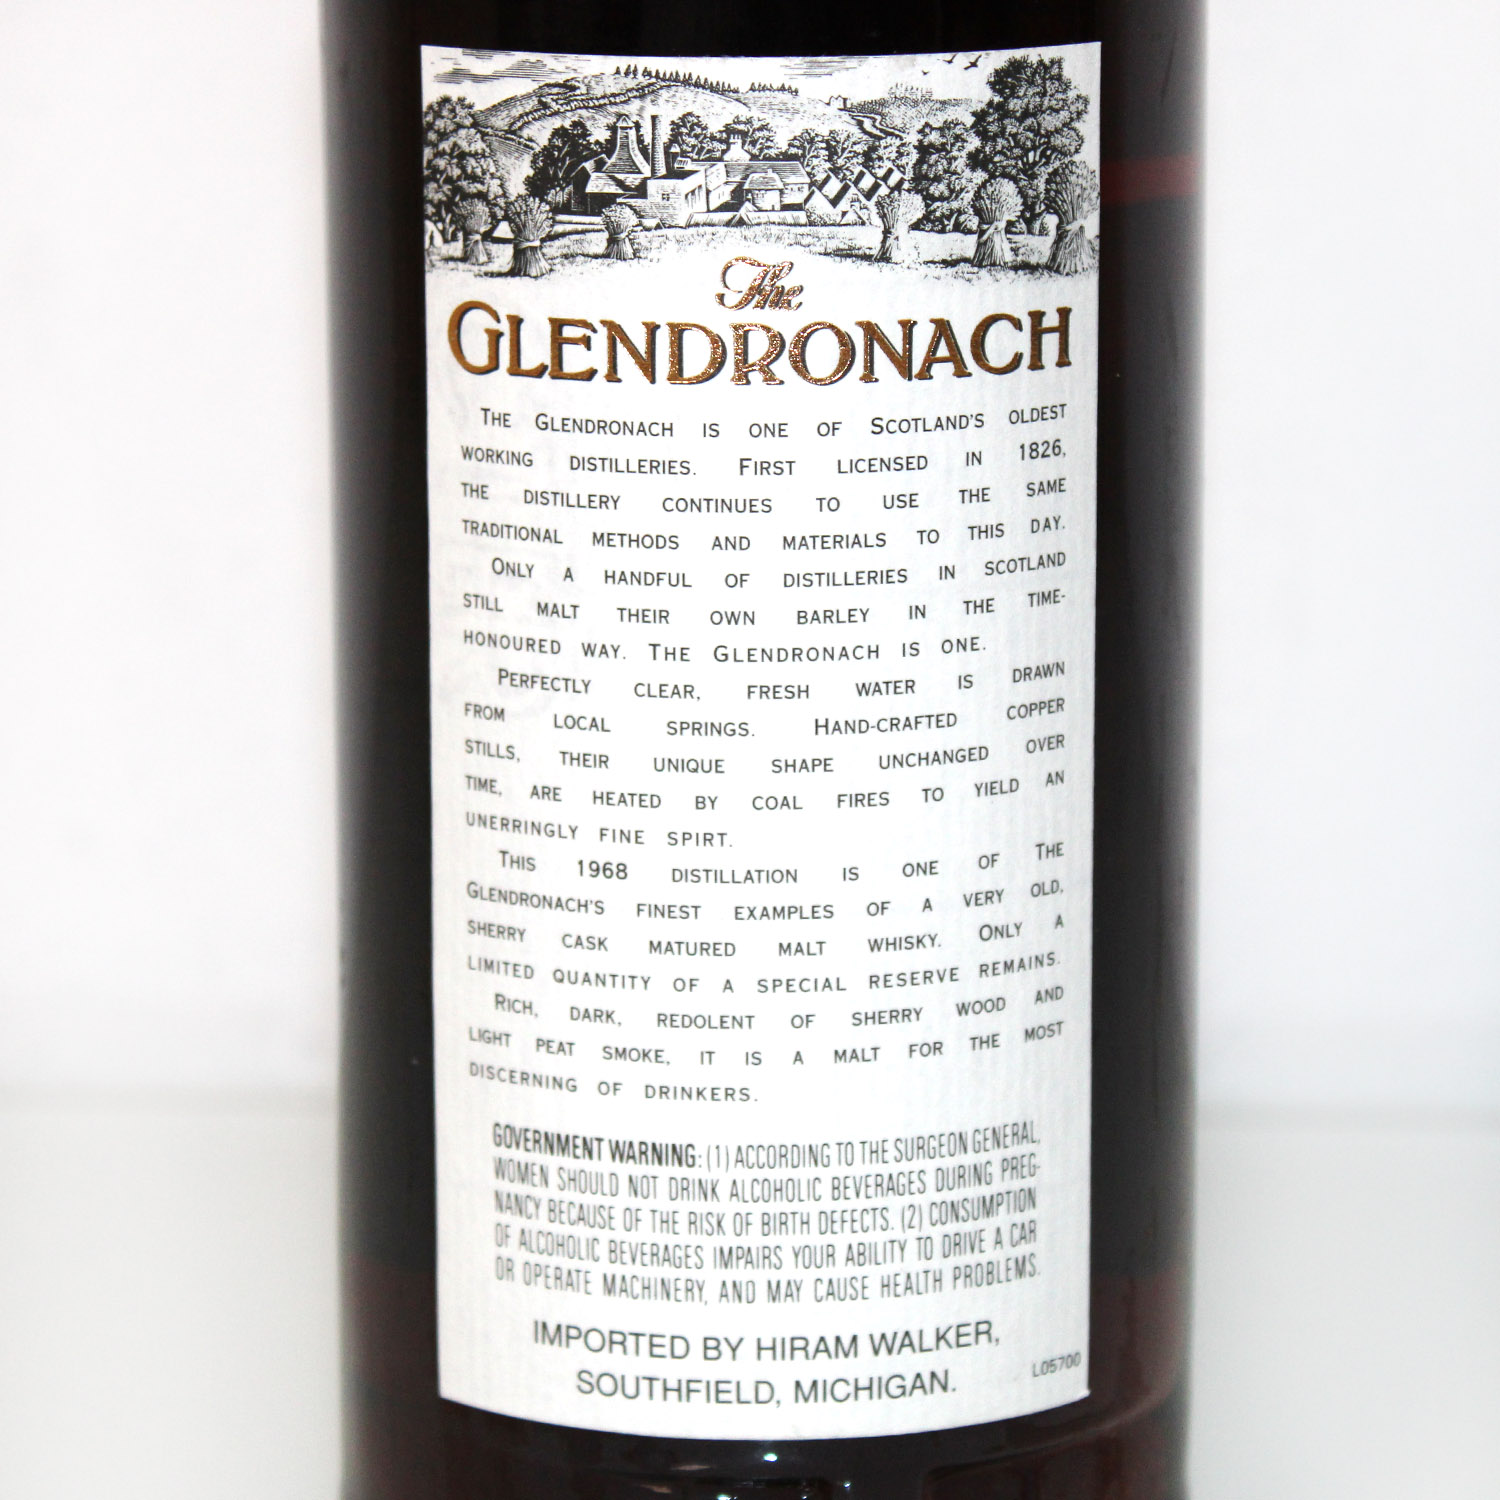 The
GLENDRONACH
THE GLENDRONACH IS ONE OF SCOTLAND'S OLDEST
WORKING DISTILLERIES. FIRST LICENSED IN 1826,
THE DISTILLERY CONTINUES TO USE THE SAME
TRADITIONAL METHODS AND MATERIALS TO THIS DAY.
ONLY A HANDFUL OF DISTILLERIES IN SCOTLAND
STILL MALT THEIR OWN BARLEY IN THE TIME-
HONOURED WAY. THE GLENDRONACH IS ONE.
PERFECTLY CLEAR, FRESH WATER IS DRAWN
FROM LOCAL SPRINGS. HAND-CRAFTED COPPER
STILLS, THEIR UNIQUE SHAPE UNCHANGED OVER
TIME, ARE HEATED BY COAL FIRES TO YIELD AN
UNERRINGLY FINE SPIRT.
THIS 1968 DISTILLATION IS ONE OF THE
GLENDRONACH'S FINEST EXAMPLES OF A VERY OLD,
SHERRY CASK MATURED MALT WHISKY. ONLY A
LIMITED QUANTITY OF A SPECIAL RESERVE REMAINS.
RICH, DARK, REDOLENT OF SHERRY WOOD AND
LIGHT PEAT SMOKE, IT IS A MALT FOR THE MOST
DISCERNING OF DRINKERS.
GOVERNMENT WARNING: (1) ACCORDING TO THE SURGEON GENERAL,
WOMEN SHOULD NOT DRINK ALCOHOLIC BEVERAGES DURING PREG-
NANCY BECAUSE OF THE RISK OF BIRTH DEFECTS. (2) CONSUMPTION
OF ALCOHOLIC BEVERAGES IMPAIRS YOUR ABILITY TO DRIVE A CAR
OR OPERATE MACHINERY, AND MAY CAUSE HEALTH PROBLEMS.
IMPORTED BY HIRAM WALKER,
SOUTHFIELD, MICHIGAN.
L05700